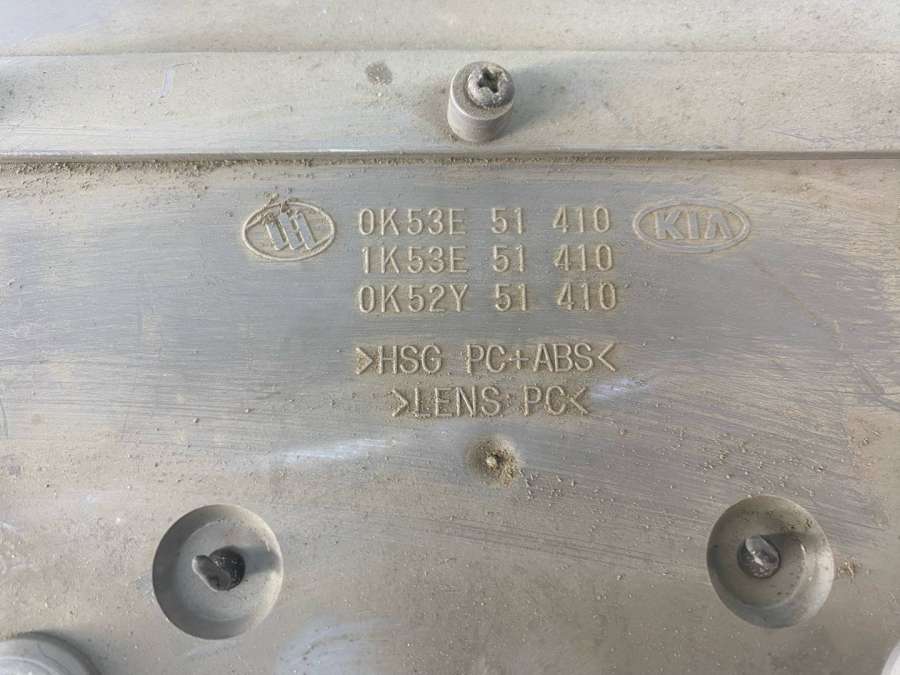 0K53E 51 410 KIA
1K53E 51 410
0K52Y 51 410
>HSG PC+ABS<
>LENS PC<